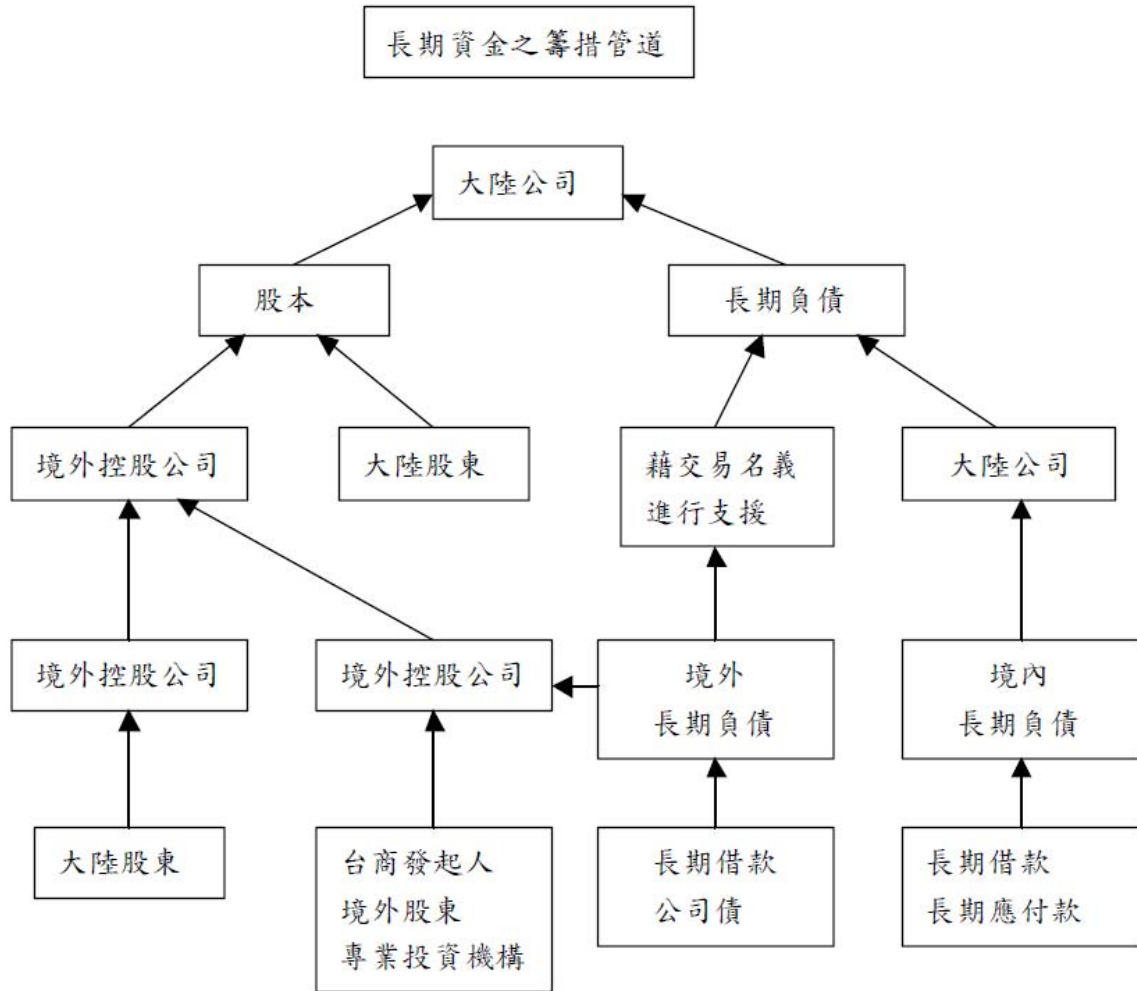 長期資金之籌措管道
大陸公司
股本
長期負債
境外控股公司
大陸股東
藉交易名義
進行支援
大陸公司
境外控股公司
境外控股公司
境外
長期負債
境內
長期負債
大陸股東
台商發起人
境外股東
專業投資機構
長期借款
公司債
長期借款
長期應付款